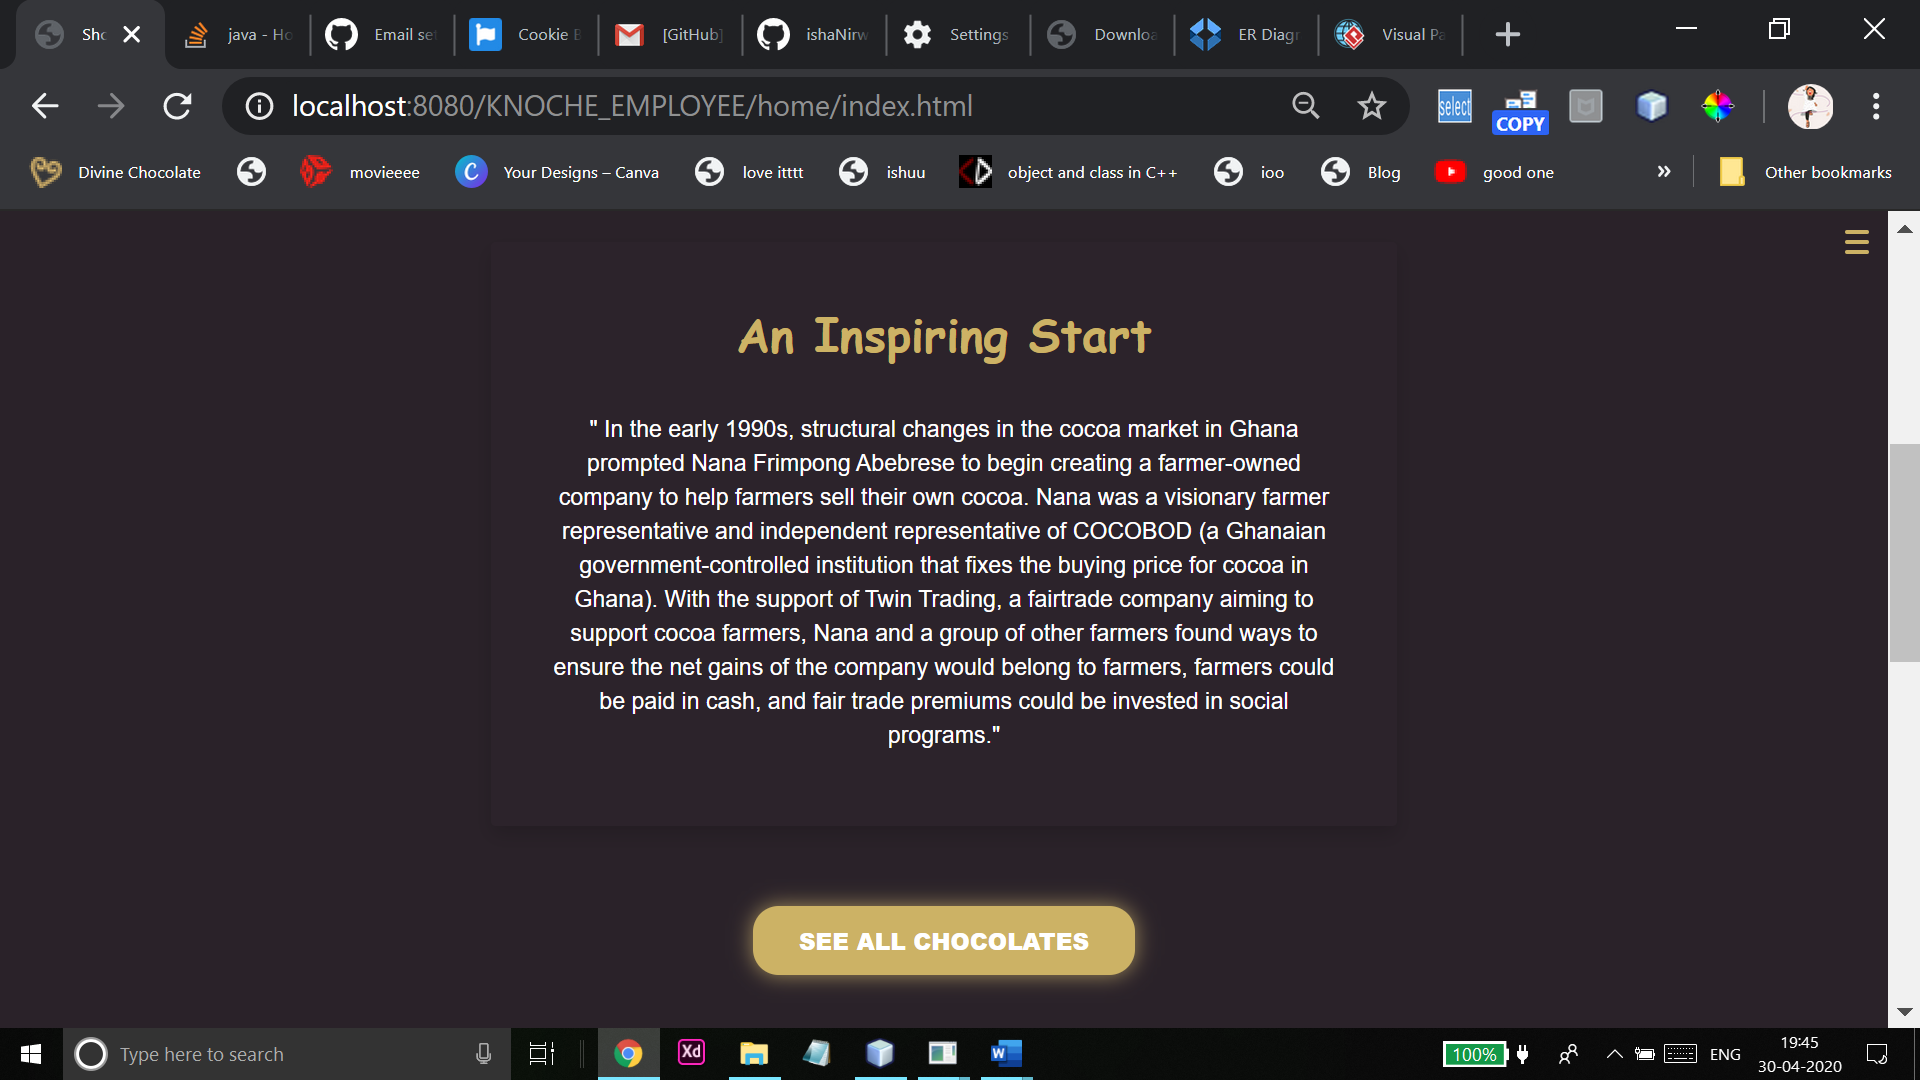 Sho
java - Ho
Email set
Cookie B
[GitHub]
ishaNirw
Settings
Downloa
ER Diagr
Visual Pa
localhost:8080/KNOCHE_EMPLOYEE/home/index.html
select
COPY
Divine Chocolate
movieeee
Your Designs – Canva
love itttt
ishuu
object and class in C++
ioo
Blog
good one
»
Other bookmarks
An Inspiring Start
" In the early 1990s, structural changes in the cocoa market in Ghana
prompted Nana Frimpong Abebrese to begin creating a farmer-owned
company to help farmers sell their own cocoa. Nana was a visionary farmer
representative and independent representative of COCOBOD (a Ghanaian
government-controlled institution that fixes the buying price for cocoa in
Ghana). With the support of Twin Trading, a fairtrade company aiming to
support cocoa farmers, Nana and a group of other farmers found ways to
ensure the net gains of the company would belong to farmers, farmers could
be paid in cash, and fair trade premiums could be invested in social
programs."
SEE ALL CHOCOLATES
Type here to search
Xd
W
100%
ENG
19:45
30-04-2020